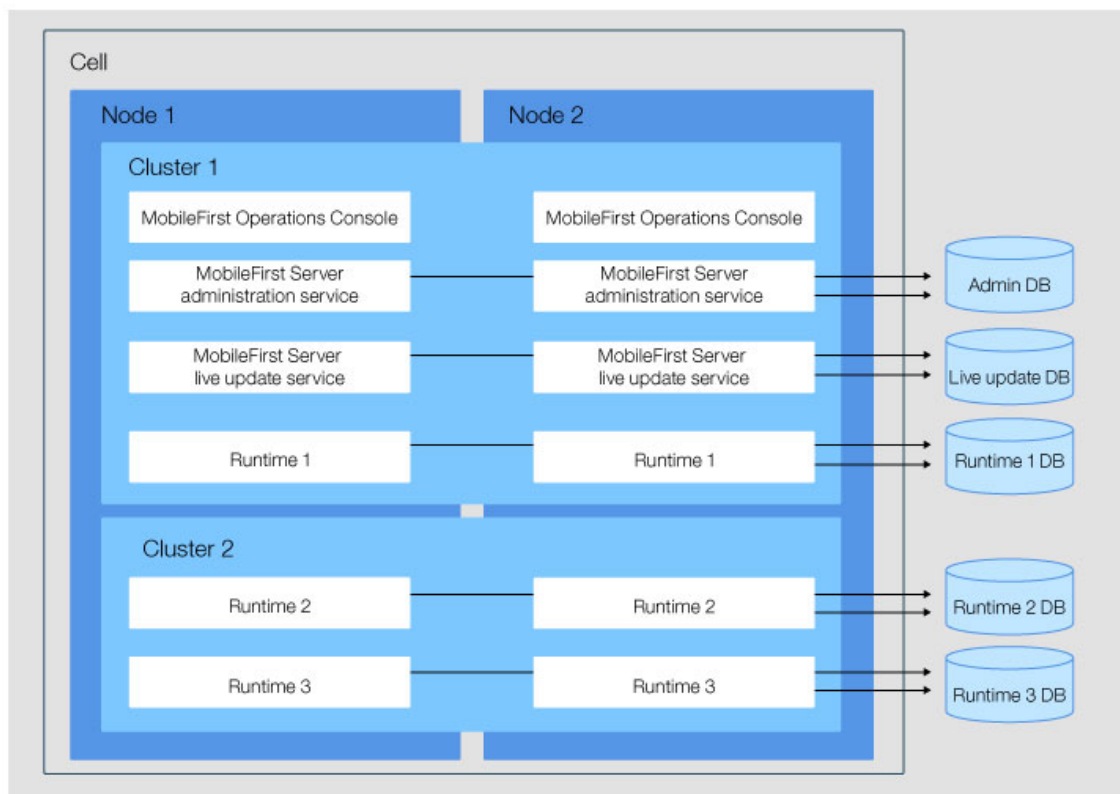 Cell
Node 1
Node 2
Cluster 1
MobileFirst Operations Console
MobileFirst Operations Console
MobileFirst Server
administration service
MobileFirst Server
administration service
Admin DB
MobileFirst Server
live update service
MobileFirst Server
live update service
Live update DB
Runtime 1
Runtime 1
Runtime 1 DB
Cluster 2
Runtime 2
Runtime 2
Runtime 2 DB
Runtime 3
Runtime 3
Runtime 3 DB